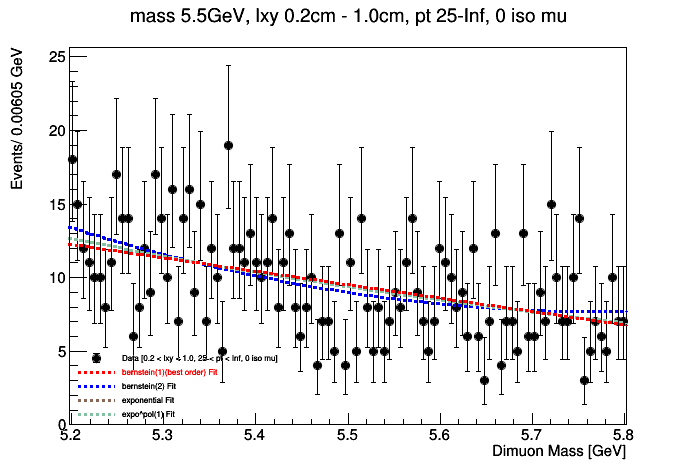 mass 5.5GeV, lxy 0.2cm - 1.0cm, pt 25-Inf, 0 iso mu
Events/ 0.00605 GeV
25
20
15
10
5
0
Data [0.2 < lxy < 1.0, 25 < pt < Inf, 0 iso mu]
bernstein(1)(best order) Fit
bernstein(2) Fit
exponential Fit
expo*pol(1) Fit
5.2 5.3 5.4 5.5 5.6 5.7 5.8
Dimuon Mass [GeV]